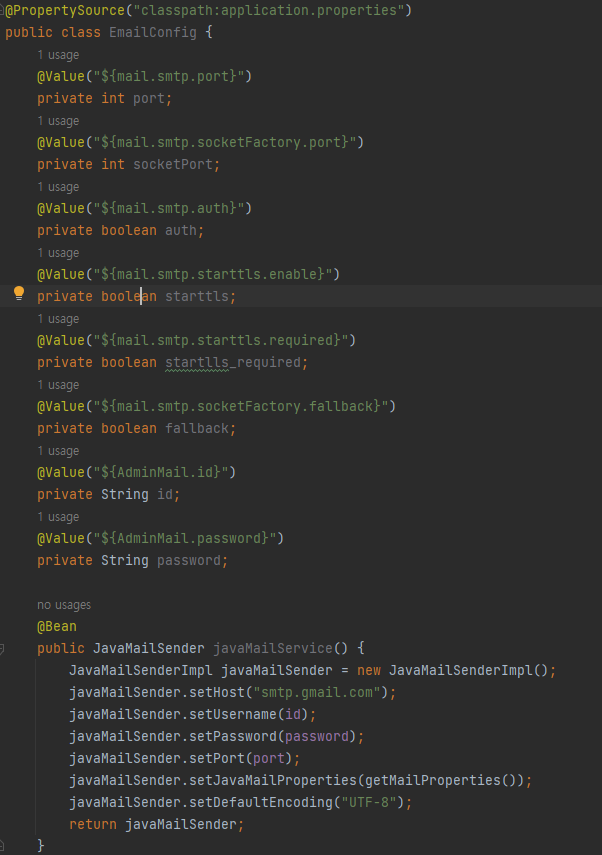 @PropertySource("classpath:application.properties")
public class EmailConfig {
1 usage
@Value("${mail.smtp.port}")
private int port;
1 usage
@Value("${mail.smtp.socketFactory.port}")
private int socketPort;
1 usage
@Value("${mail.smtp.auth}")
private boolean auth;
1 usage
@Value("${mail.smtp.starttls.enable}")
private boolean starttls;
1 usage
@Value("${mail.smtp.starttls.required}")
private boolean startlls_required;
1 usage
@Value("${mail.smtp.socketFactory.fallback}")
private boolean fallback;
1 usage
@Value("${AdminMail.id}")
private String id;
1 usage
@Value("${AdminMail.password}")
private String password;
no usages
@Bean
public JavaMailSender javaMailService() {
JavaMailSenderImpl javaMailSender = new JavaMailSenderImpl();
javaMailSender.setHost("smtp.gmail.com");
javaMailSender.setUsername(id);
javaMailSender.setPassword(password);
javaMailSender.setPort(port);
javaMailSender.setJavaMailProperties(getMailProperties());
javaMailSender.setDefaultEncoding("UTF-8");
return javaMailSender;
}